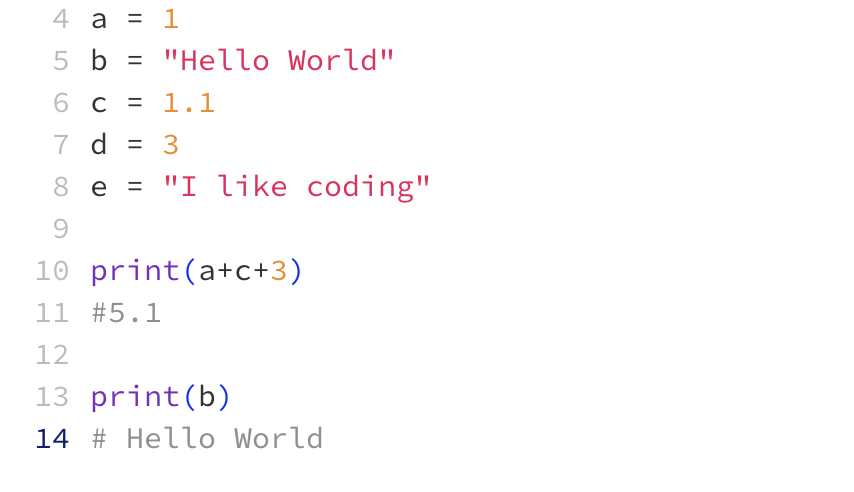 4 a = 1
5 b = "Hello World"
6 c = 1.1
7 d = 3
8 e = "I like coding"
9
10 print(a+c+3)
11 #5.1
12
13 print(b)
14 # Hello World